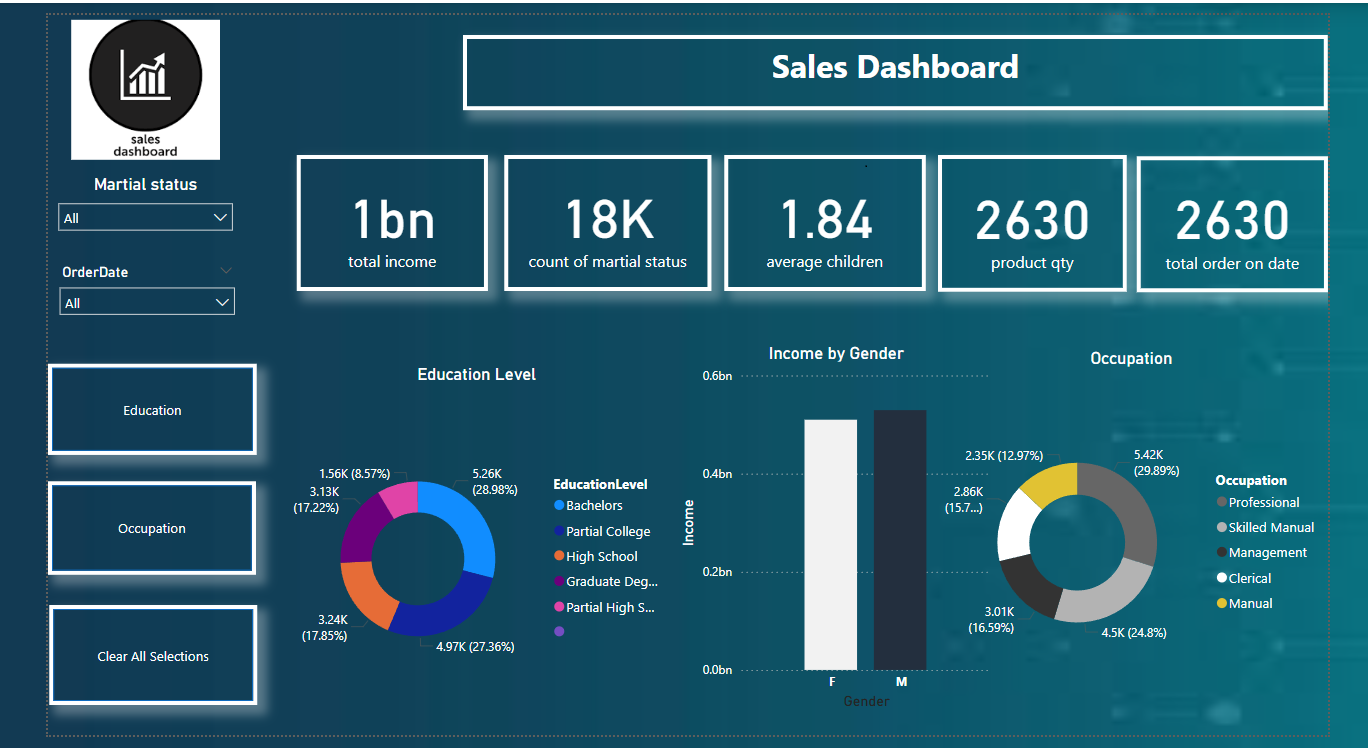 sales
dashboard
Sales Dashboard
Martial status
All
OrderDate
All
1bn
total income
18K
count of martial status
1.84
average children
2630
product qty
2630
total order on date
Education
Occupation
Clear All Selections
Education Level
1.56K (8.57%)
5.26K
(28.98%)
3.13K
(17.22%)
3.24K
(17.85%)
4.97K (27.36%)
EducationLevel
Bachelors
Partial College
High School
Graduate Deg...
Partial High S...
Income by Gender
0.6bn
0.4bn
0.2bn
0.0bn
Income
F
M
Gender
Occupation
2.35K (12.97%)
5.42K
(29.89%)
2.86K
(15.7...)
3.01K
(16.59%)
4.5K (24.8%)
Occupation
Professional
Skilled Manual
Management
Clerical
Manual